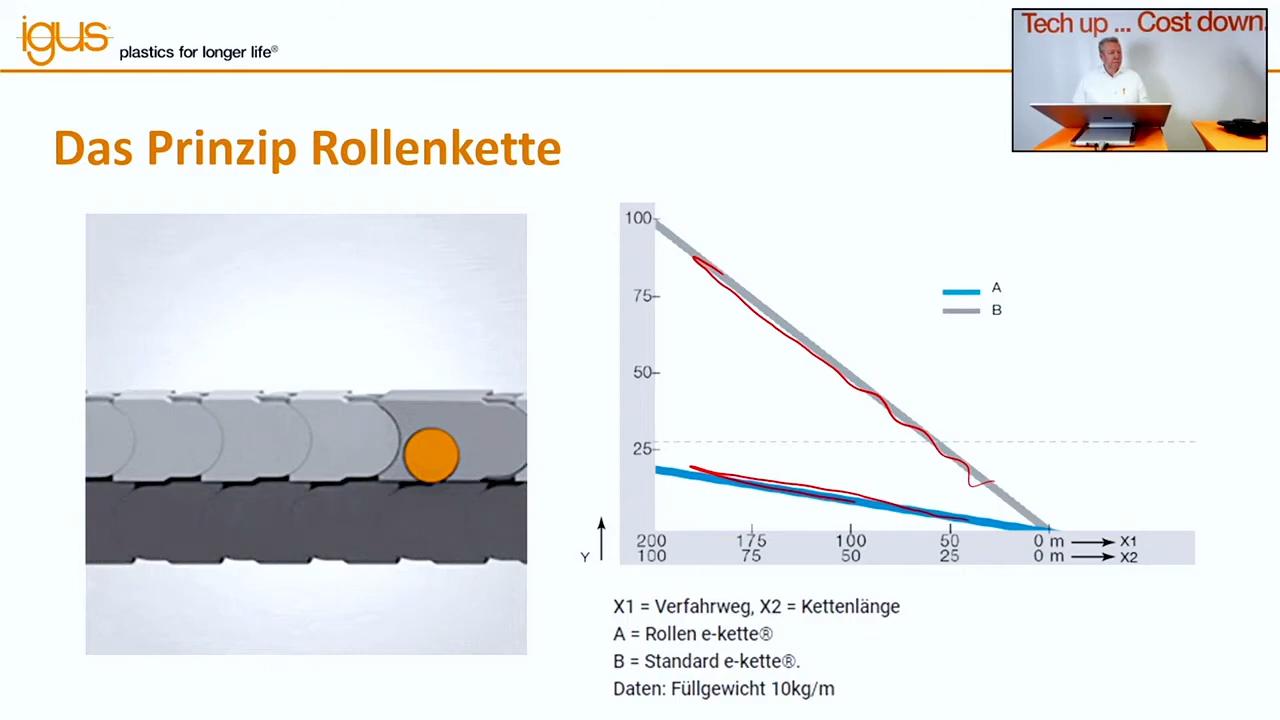 igus®
plastics for longer life®
Tech up ... Cost down.
Das Prinzip Rollenkette
100
75
50
25
A
B
200 175 100 50 0 m X1
100 75 50 25 0 m X2
Y
X1 = Verfahrweg, X2 = Kettenlänge
A = Rollen e-kette®
B = Standard e-kette®.
Daten: Füllgewicht 10kg/m